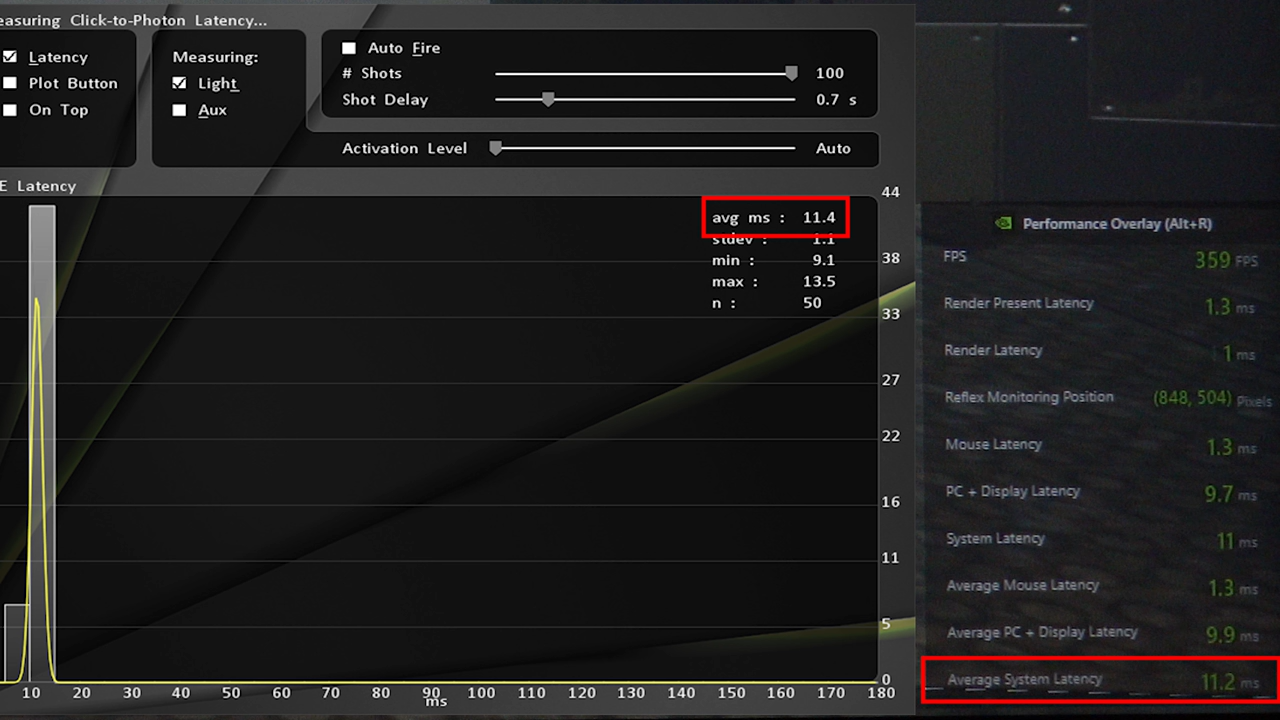 easuring Click-to-Photon Latency...
Latency
Plot Button
On Top
Measuring:
Light
Aux
Auto Fire
# Shots 100
Shot Delay 0.7 s
Activation Level Auto
E Latency
avg ms : 11.4
stdev : 1.1
min : 9.1
max : 13.5
n : 50
44
38
33
27
22
16
11
5
0
10 20 30 40 50 60 70 80 90 100 110 120 130 140 150 160 170 180
ms
Performance Overlay (Alt+R)
FPS 359 FPS
Render Present Latency 1.3 ms
Render Latency 1 ms
Reflex Monitoring Position (848, 504) Pixels
Mouse Latency 1.3 ms
PC + Display Latency 9.7 ms
System Latency 11 ms
Average Mouse Latency 1.3 ms
Average PC + Display Latency 9.9 ms
Average System Latency 11.2 ms